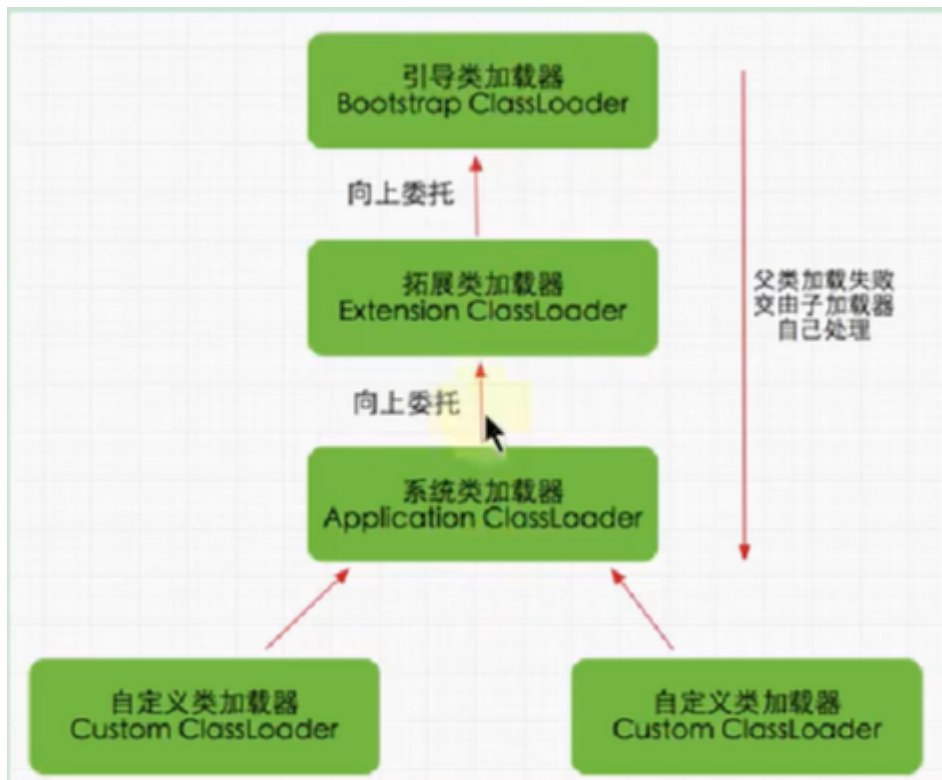 引导类加载器
Bootstrap ClassLoader
向上委托
拓展类加载器
Extension ClassLoader
父类加载失败
交由子加载器
自己处理
向上委托
系统类加载器
Application ClassLoader
自定义类加载器
Custom ClassLoader
自定义类加载器
Custom ClassLoader